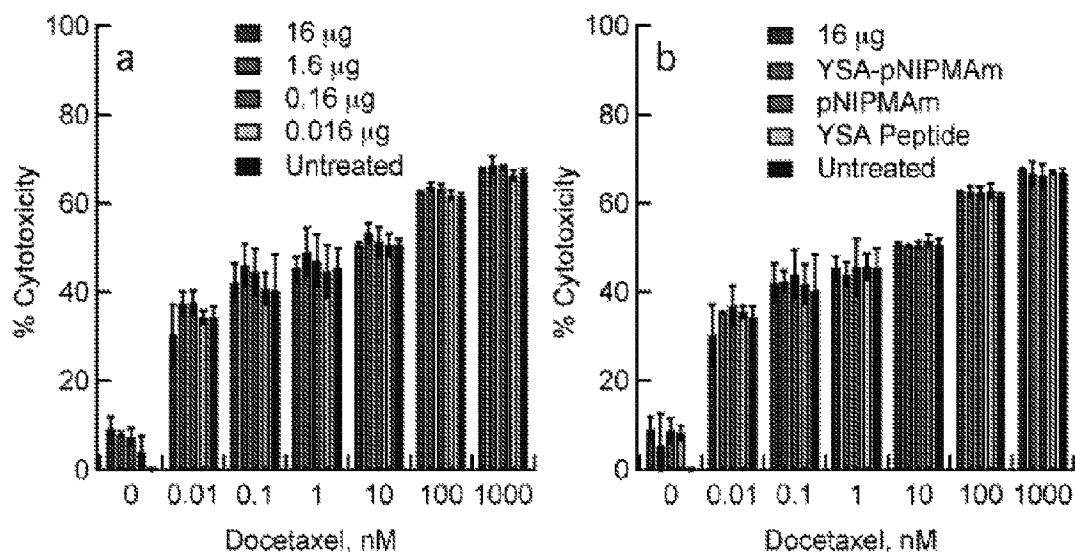 a
16 μg
1.6 μg
0.16 μg
0.016 μg
Untreated
100
80
60
40
20
0
% Cytotoxicity
0 0.01 0.1 1 10 100 1000
Docetaxel, nM
b
16 μg
YSA-pNIPMAm
pNIPMAm
YSA Peptide
Untreated
100
80
60
40
20
0
% Cytotoxicity
0 0.01 0.1 1 10 100 1000
Docetaxel, nM